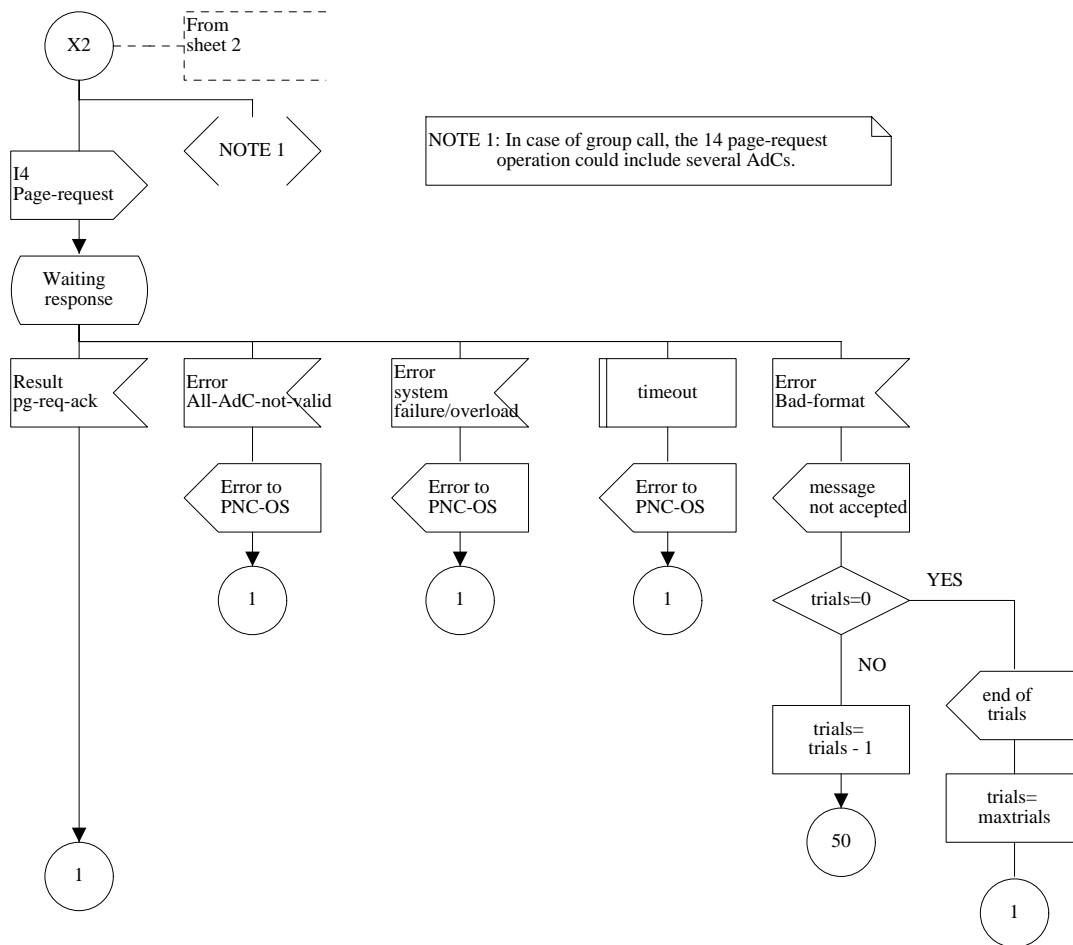 X2
From
sheet 2
NOTE 1
NOTE 1: In case of group call, the 14 page-request
operation could include several AdCs.
I4
Page-request
Waiting
response
Result
pg-req-ack
Error
All-AdC-not-valid
Error
system
failure/overload
timeout
Error
Bad-format
Error to
PNC-OS
Error to
PNC-OS
Error to
PNC-OS
message
not accepted
1
1
1
trials=0
YES
NO
end of
trials
trials=
trials - 1
trials=
maxtrials
50
1
1